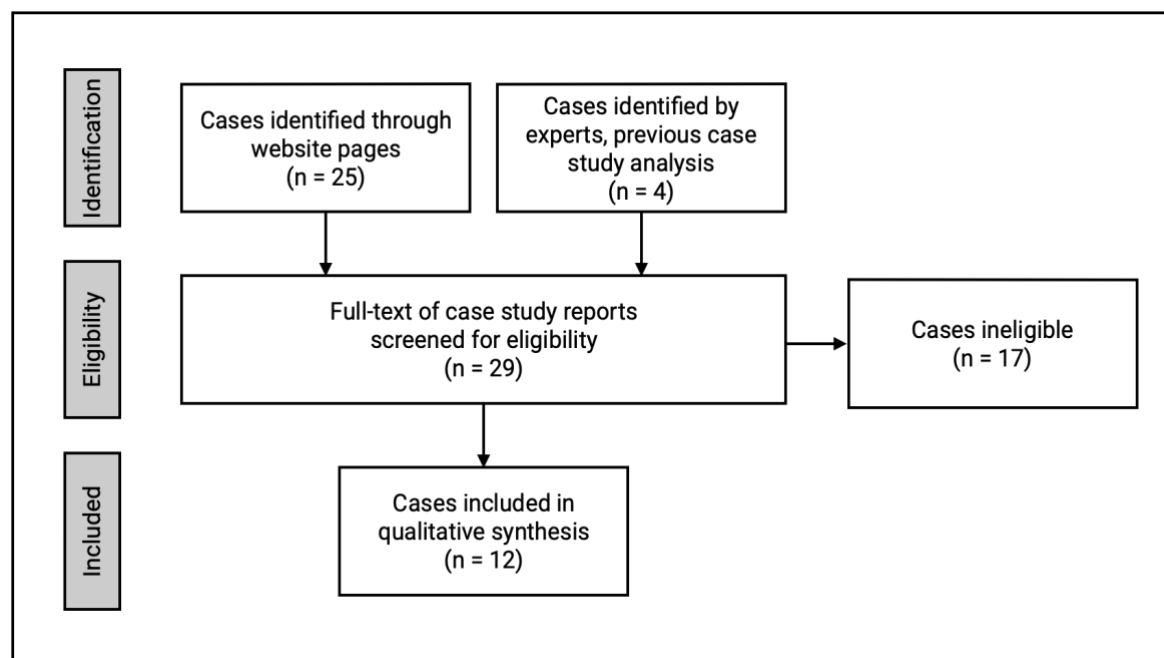 Identification
Cases identified through
website pages
(n = 25)
Cases identified by
experts, previous case
study analysis
(n = 4)
Eligibility
Full-text of case study reports
screened for eligibility
(n = 29)
Cases ineligible
(n = 17)
Included
Cases included in
qualitative synthesis
(n = 12)